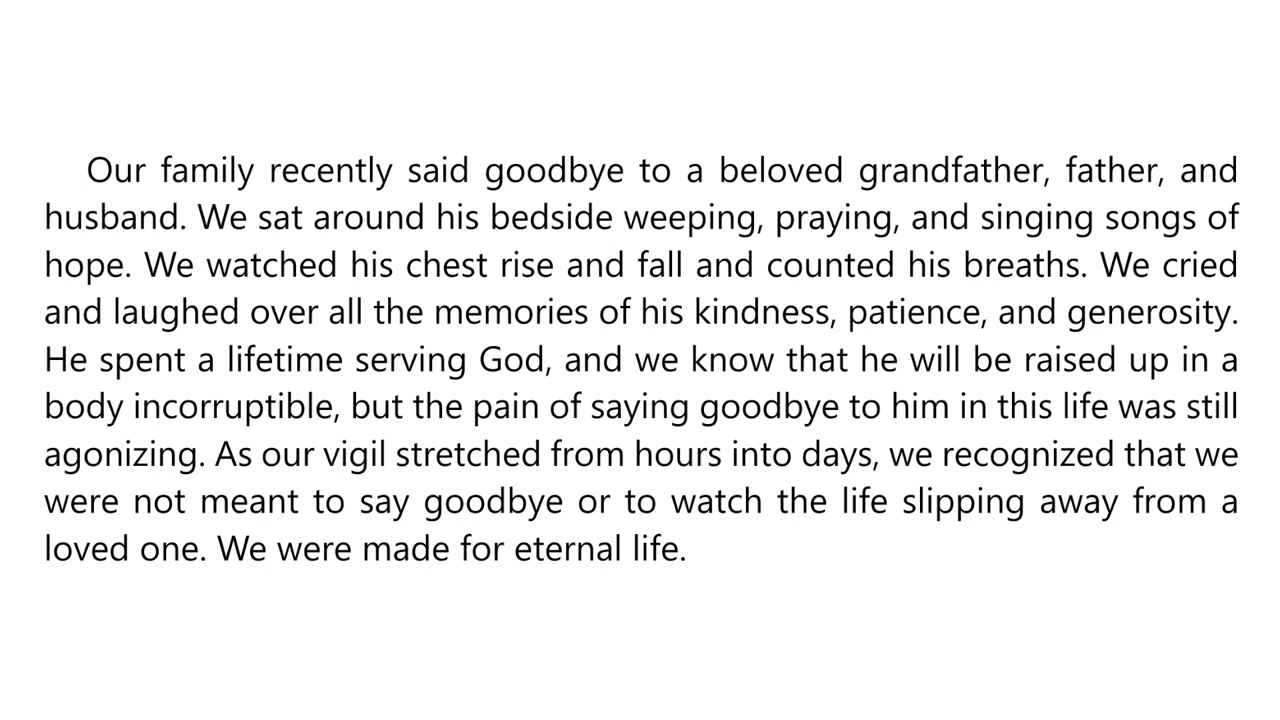 Our family recently said goodbye to a beloved grandfather, father, and
husband. We sat around his bedside weeping, praying, and singing songs of
hope. We watched his chest rise and fall and counted his breaths. We cried
and laughed over all the memories of his kindness, patience, and generosity.
He spent a lifetime serving God, and we know that he will be raised up in a
body incorruptible, but the pain of saying goodbye to him in this life was still
agonizing. As our vigil stretched from hours into days, we recognized that we
were not meant to say goodbye or to watch the life slipping away from a
loved one. We were made for eternal life.